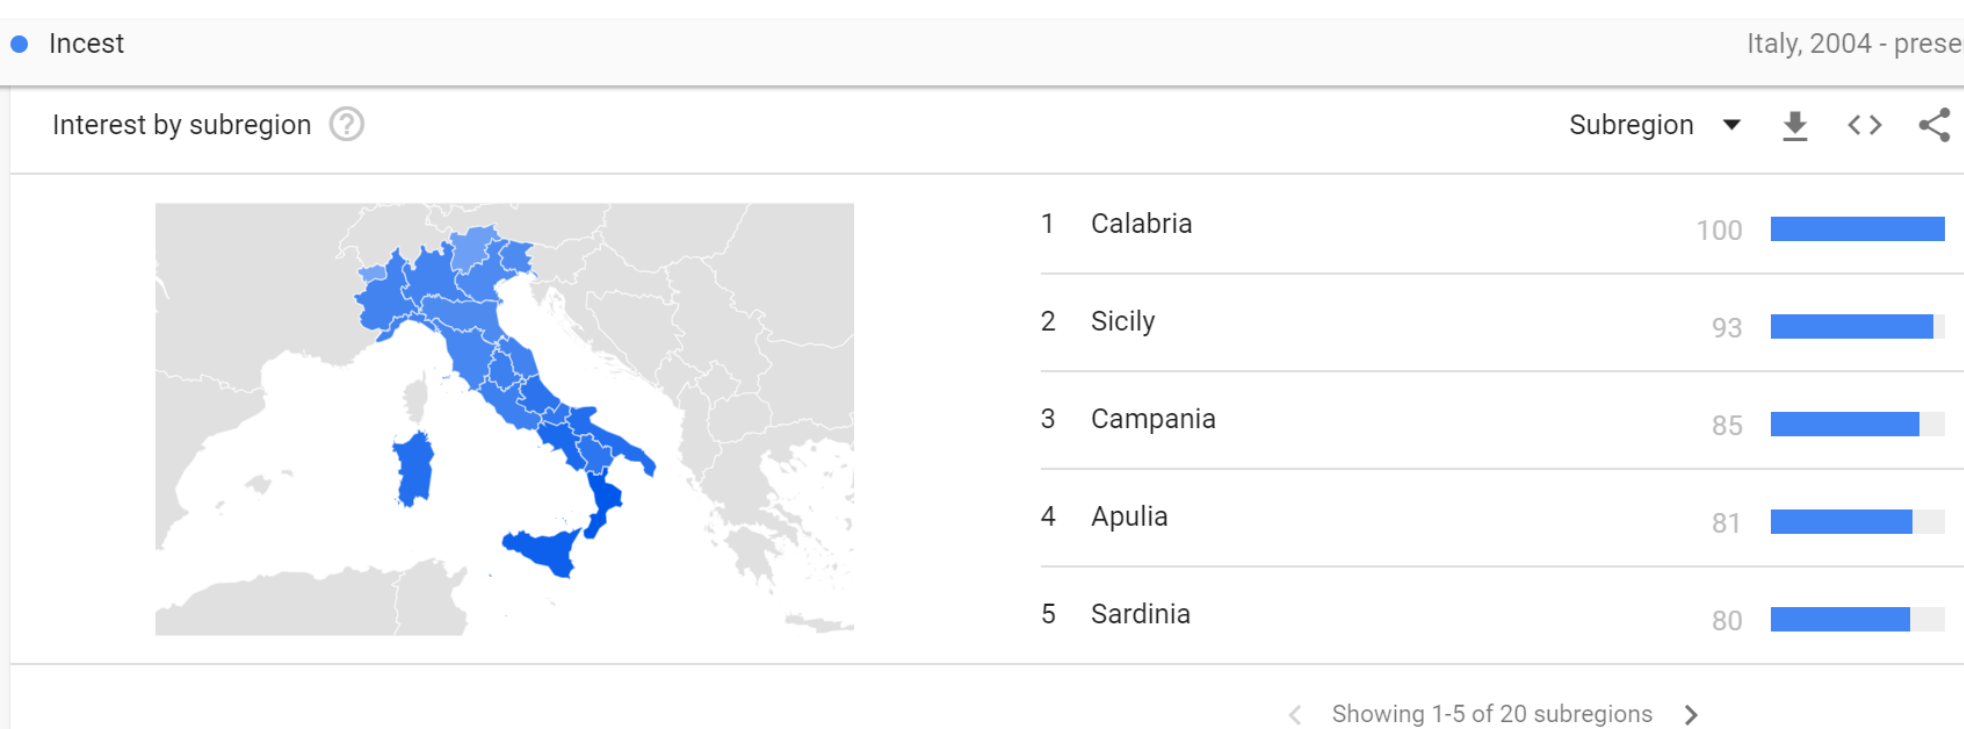 Incest
Italy, 2004 - prese
Interest by subregion ?
Subregion
1 Calabria 100
2 Sicily 93
3 Campania 85
4 Apulia 81
5 Sardinia 80
Showing 1-5 of 20 subregions